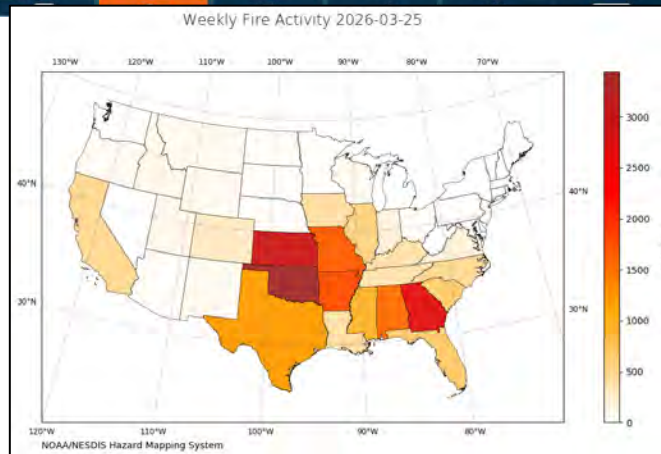 Weekly Fire Activity 2026-03-25
130°W 120°W 110°W 100°W 90°W 80°W 70°W
3000
2500
40°N 40°N
2000
1500
30°N 30°N
1000
500
0
120°W 110°W 100°W 90°W 80°W
NOAA/NESDIS Hazard Mapping System